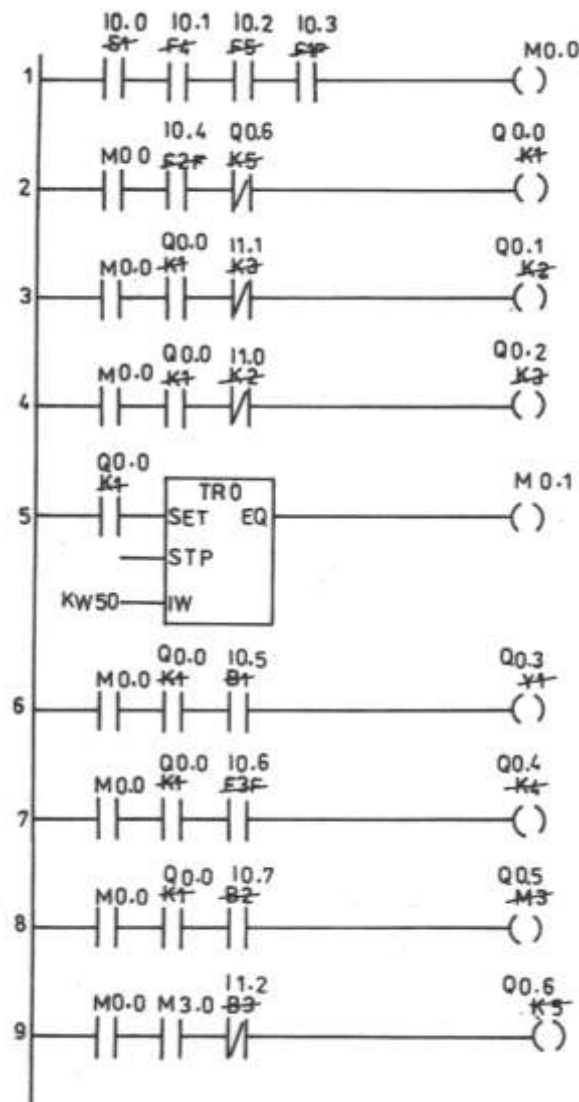 I0.0 I0.1 I0.2 I0.3
S1 F4 F5 F1F M0.0
1
I0.4 Q0.6 Q0.0
M0 0 F2F K5 K1
2
Q0.0 I1.1 Q0.1
M0.0 K1 K3 K2
3
Q0.0 I1.0 Q0.2
M0.0 K1 K2 K3
4
Q0.0
K1 TR0 M0.1
5 SET EQ
STP
KW50 IW
Q0.0 I0.5 Q0.3
M0.0 K1 B1 Y1
6
Q0.0 I0.6 Q0.4
M0.0 K1 F3F K4
7
Q0.0 I0.7 Q0.5
M0.0 K1 B2 M3
8
I1.2 Q0.6
M0.0 M3.0 B3 K5
9